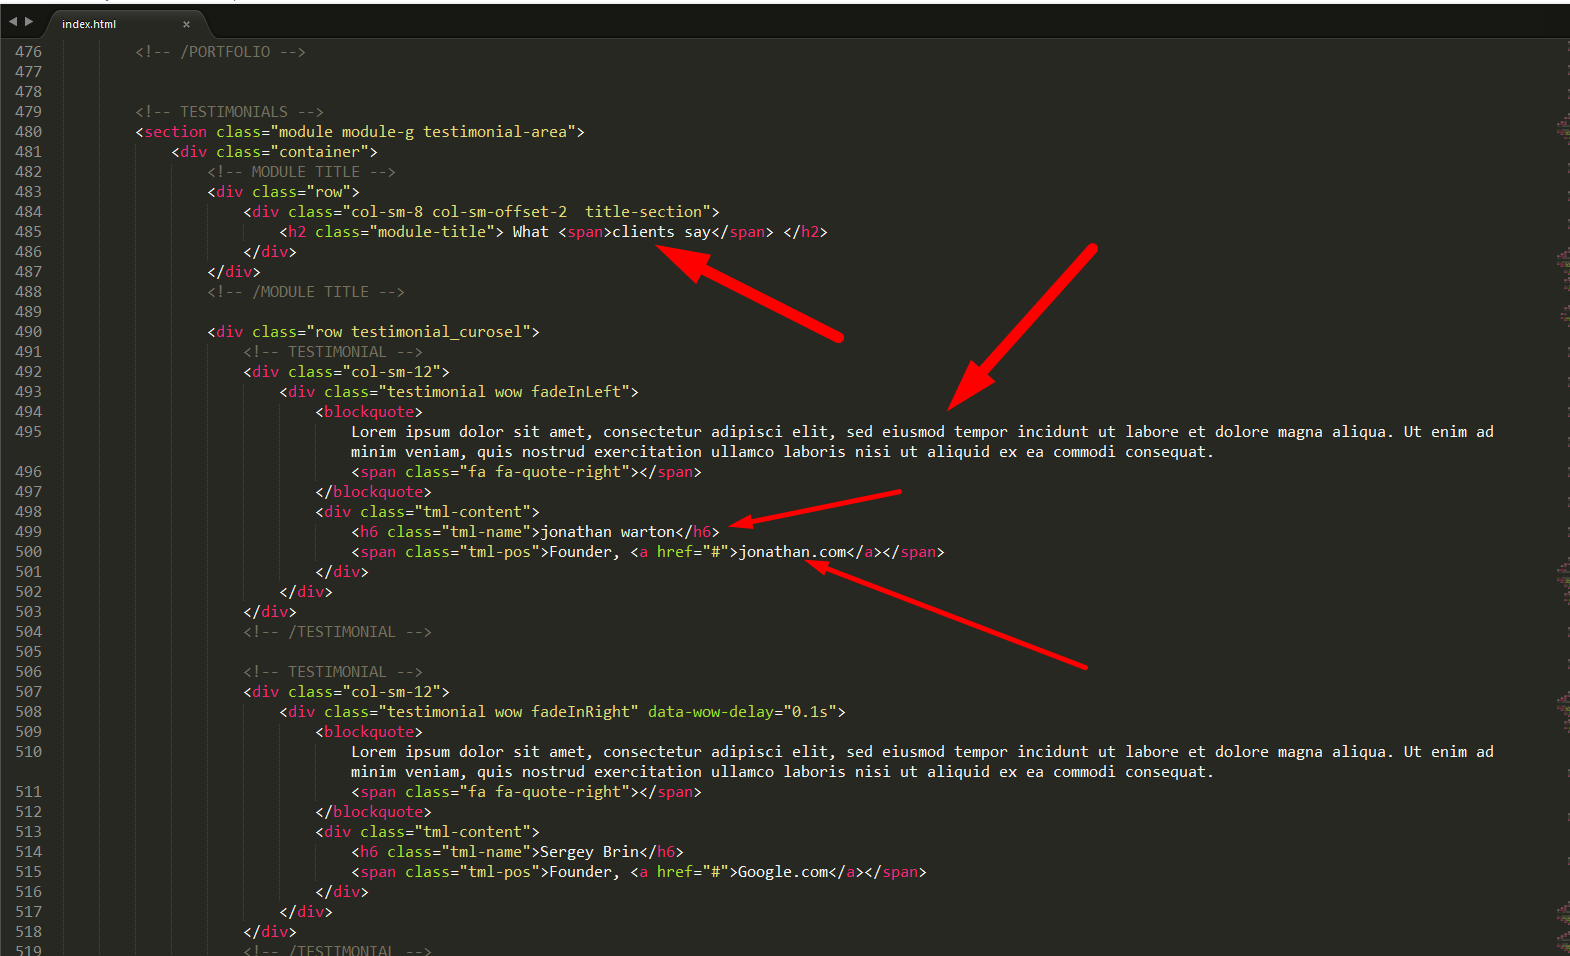 index.html ×
476 <!-- /PORTFOLIO -->
477
478
479 <!-- TESTIMONIALS -->
480 <section class="module module-g testimonial-area">
481 <div class="container">
482 <!-- MODULE TITLE -->
483 <div class="row">
484 <div class="col-sm-8 col-sm-offset-2  title-section">
485 <h2 class="module-title"> What <span>clients say</span> </h2>
486 </div>
487 </div>
488 <!-- /MODULE TITLE -->
489
490 <div class="row testimonial_curosel">
491 <!-- TESTIMONIAL -->
492 <div class="col-sm-12">
493 <div class="testimonial wow fadeInLeft">
494 <blockquote>
495 Lorem ipsum dolor sit amet, consectetur adipisci elit, sed eiusmod tempor incidunt ut labore et dolore magna aliqua. Ut enim ad
minim veniam, quis nostrud exercitation ullamco laboris nisi ut aliquid ex ea commodi consequat.
496 <span class="fa fa-quote-right"></span>
497 </blockquote>
498 <div class="tml-content">
499 <h6 class="tml-name">jonathan warton</h6>
500 <span class="tml-pos">Founder, <a href="#">jonathan.com</a></span>
501 </div>
502 </div>
503 </div>
504 <!-- /TESTIMONIAL -->
505
506 <!-- TESTIMONIAL -->
507 <div class="col-sm-12">
508 <div class="testimonial wow fadeInRight" data-wow-delay="0.1s">
509 <blockquote>
510 Lorem ipsum dolor sit amet, consectetur adipisci elit, sed eiusmod tempor incidunt ut labore et dolore magna aliqua. Ut enim ad
minim veniam, quis nostrud exercitation ullamco laboris nisi ut aliquid ex ea commodi consequat.
511 <span class="fa fa-quote-right"></span>
512 </blockquote>
513 <div class="tml-content">
514 <h6 class="tml-name">Sergey Brin</h6>
515 <span class="tml-pos">Founder, <a href="#">Google.com</a></span>
516 </div>
517 </div>
518 </div>
519 <!-- /TESTIMONIAL -->